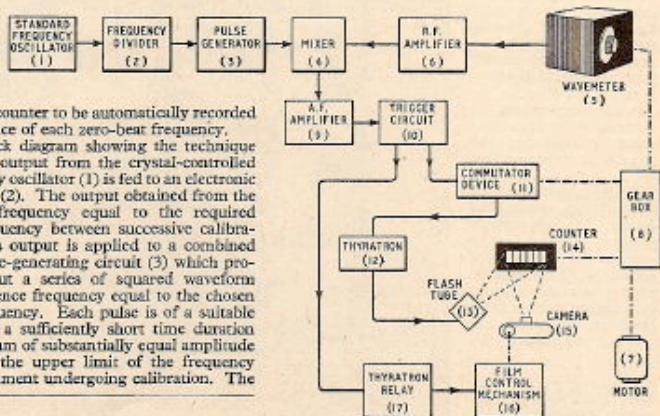 STANDARD
FREQUENCY
OSCILLATOR
(1)
FREQUENCY
DIVIDER
(2)
PULSE
GENERATOR
(3)
MIXER
(4)
R.F.
AMPLIFIER
(6)
WAVEMETER
(5)
A.F.
AMPLIFIER
(9)
TRIGGER
CIRCUIT
(10)
COMMUTATOR
DEVICE (11)
GEAR
BOX
(8)
THYRATRON
(12)
COUNTER
(14)
FLASH
TUBE
(13)
CAMERA
(15)
(7)
MOTOR
THYRATRON
RELAY
(17)
FILM
CONTROL
MECHANISM
(16)
counter to be automatically recorded
ce of each zero-beat frequency.
ck diagram showing the technique
output from the crystal-controlled
y oscillator (1) is fed to an electronic
(2). The output obtained from the
frequency equal to the required
uency between successive calibra-
s output is applied to a combined
e-generating circuit (3) which pro-
ut a series of squared waveform
ence frequency equal to the chosen
uency. Each pulse is of a suitable
a sufficiently short time duration
um of substantially equal amplitude
the upper limit of the frequency
ment undergoing calibration. The